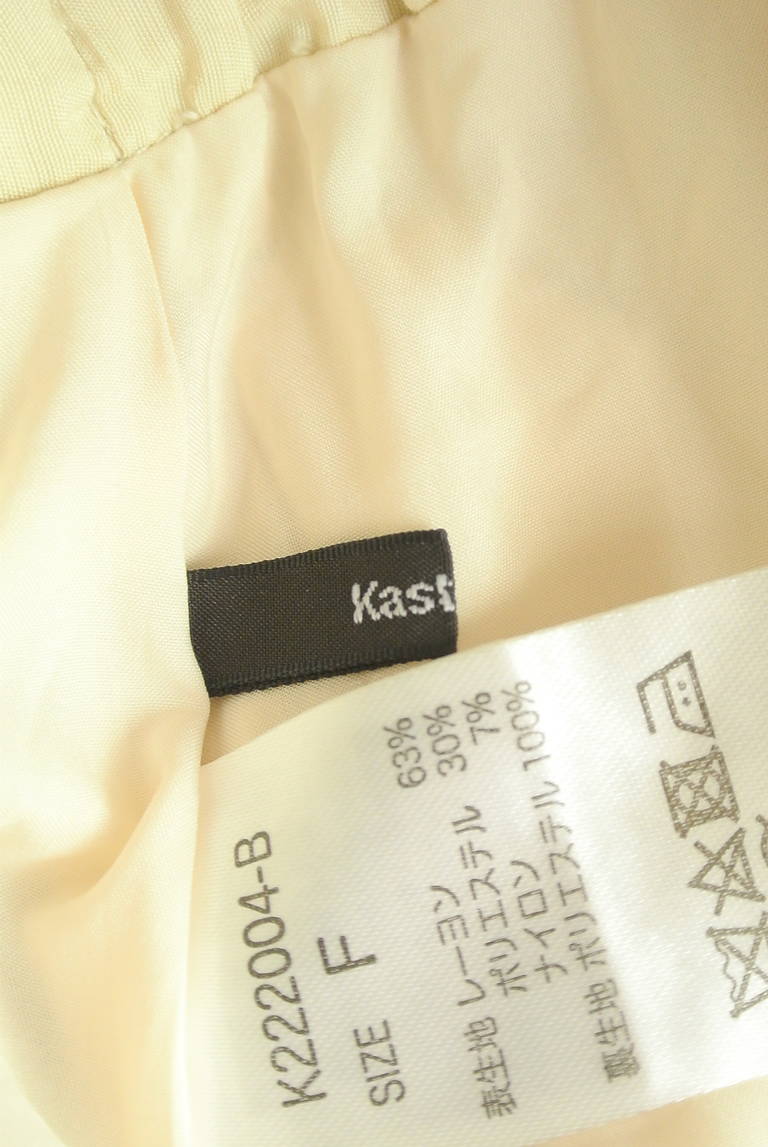 Kast
K222004-B
SIZE F
表生地 レーヨン 63%
ポリエステル 30%
ナイロン 7%
裏生地 ポリエステル 100%